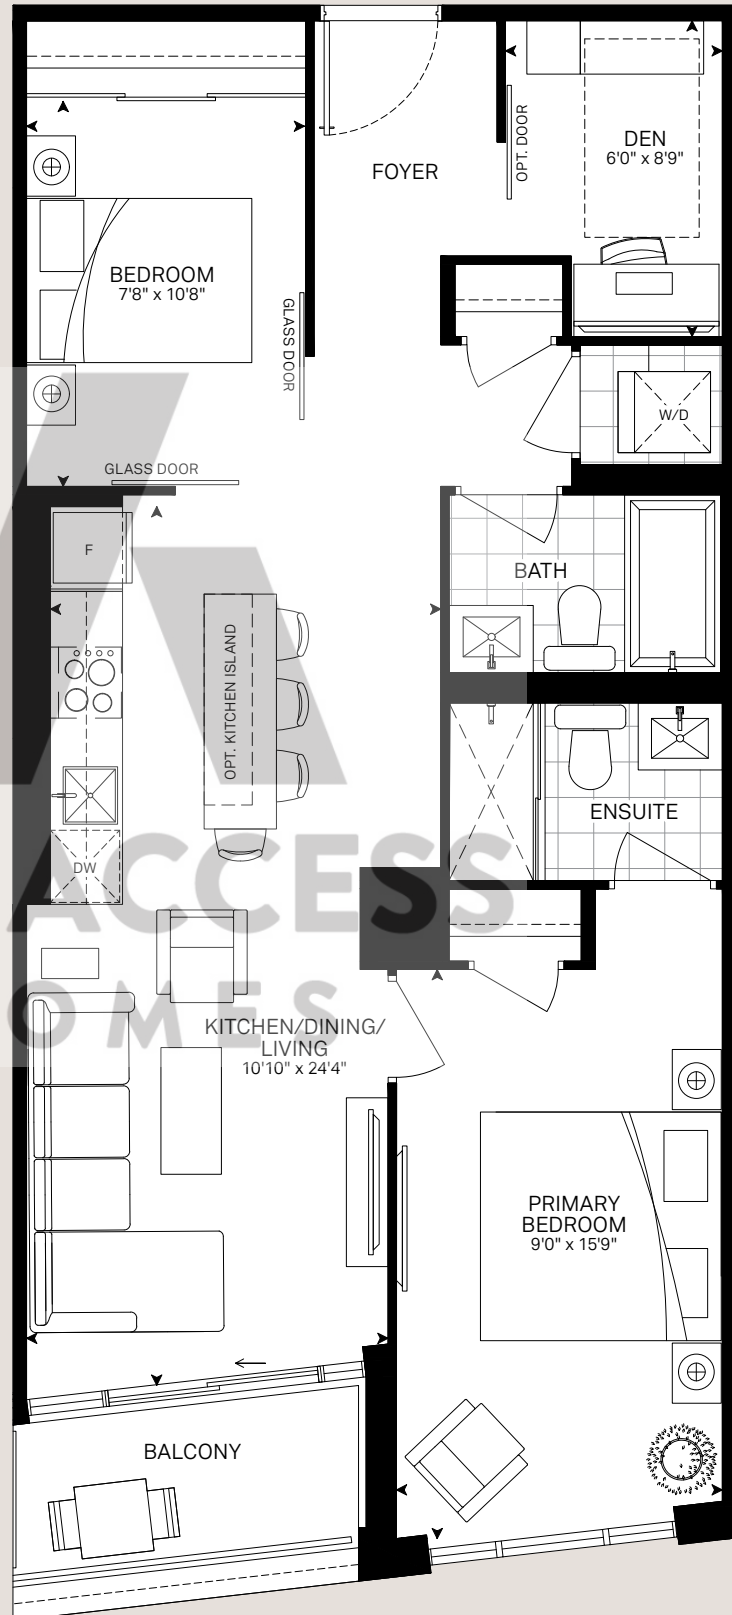 FOYER
OPT. DOOR
DEN
6'0" x 8'9"
BEDROOM
7'8" x 10'8"
GLASS DOOR
W/D
GLASS DOOR
F
BATH
OPT. KITCHEN ISLAND
ENSUITE
DW
ACCESS
OMES
KITCHEN/DINING/
LIVING
10'10" x 24'4"
PRIMARY
BEDROOM
9'0" x 15'9"
BALCONY